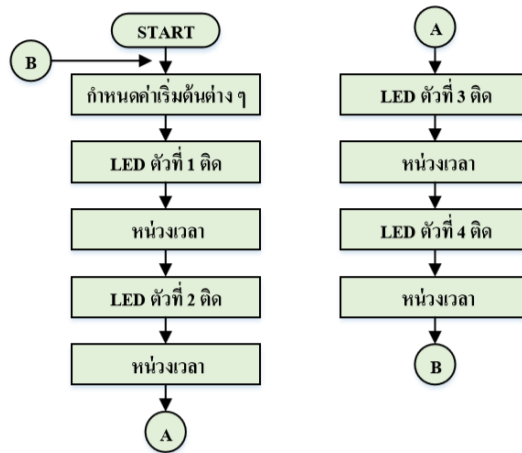 START
B
กำหนดค่าเริ่มต้นต่าง ๆ
LED ตัวที่ 1 ติด
หน่วงเวลา
LED ตัวที่ 2 ติด
หน่วงเวลา
A
A
LED ตัวที่ 3 ติด
หน่วงเวลา
LED ตัวที่ 4 ติด
หน่วงเวลา
B